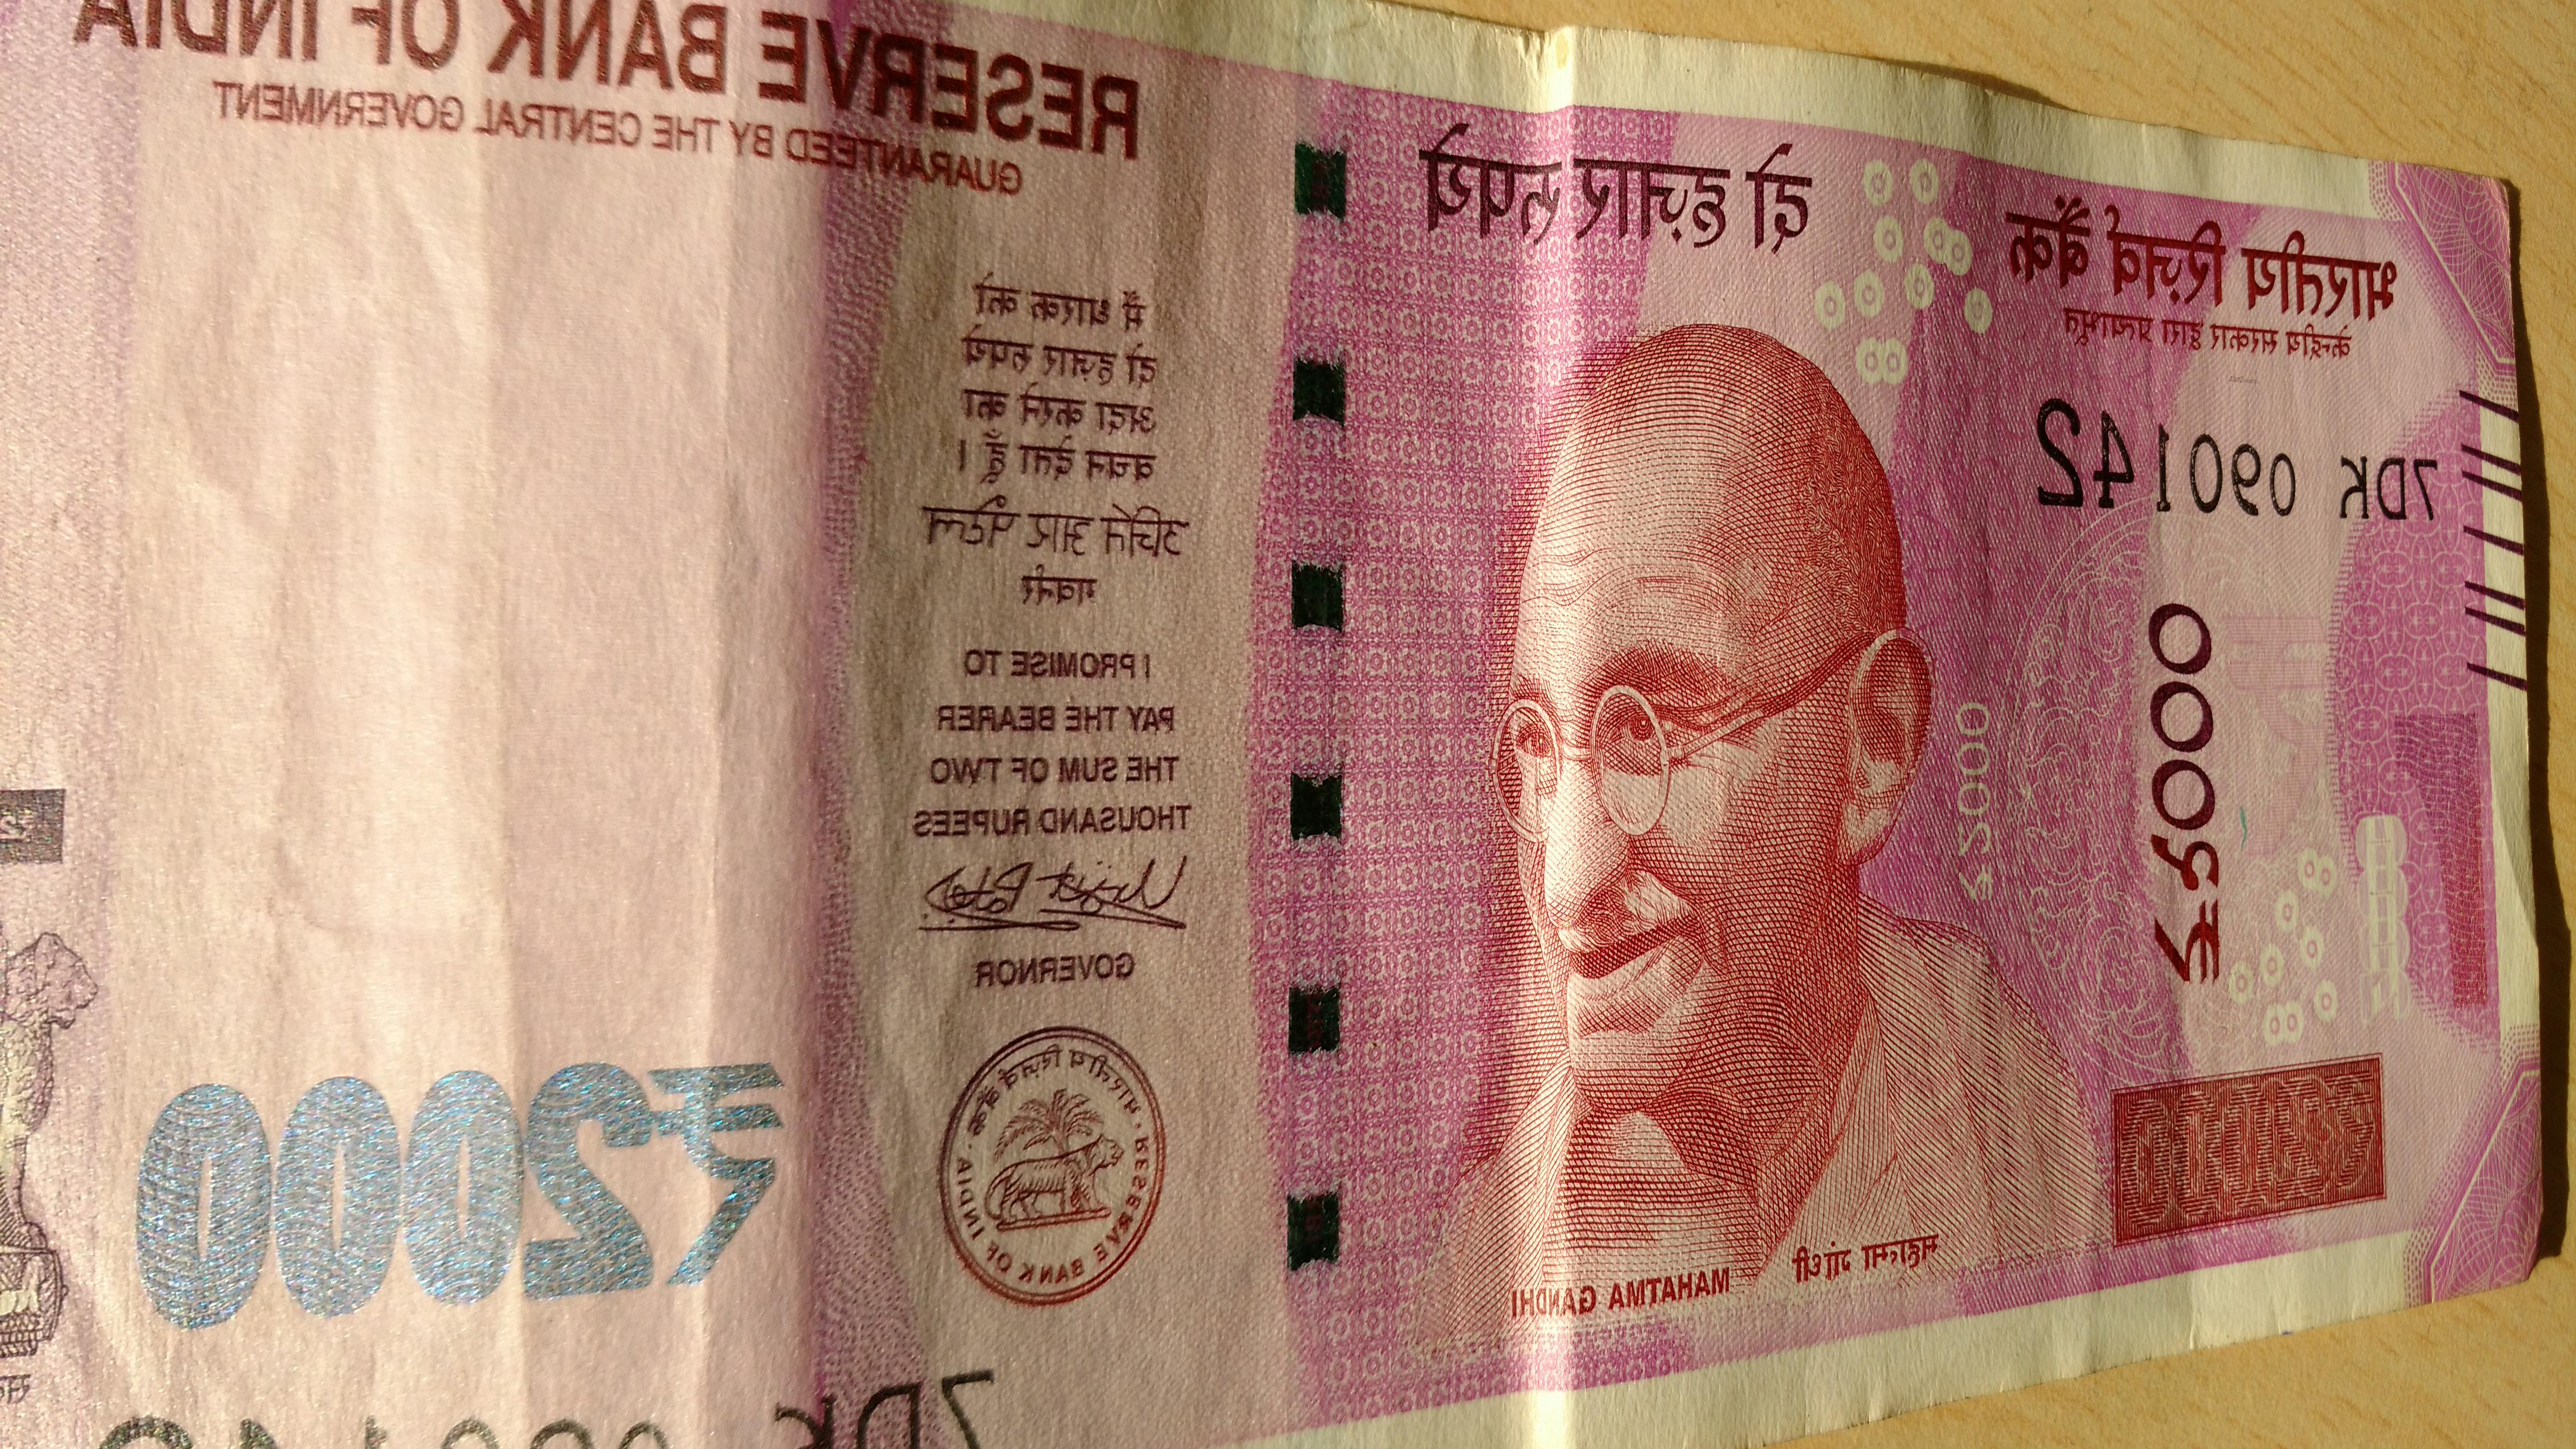 भारतीय रिज़र्व बैंक
केन्द्रीय सरकार द्वारा प्रत्याभूत
7DK 090142
दो हज़ार रुपये
₹2000
₹२०००
₹2000
महात्मा गांधी
MAHATMA GANDHI
RESERVE BANK OF INDIA
GUARANTEED BY THE CENTRAL GOVERNMENT
मैं धारक को
दो हज़ार रुपये
अदा करने का
वचन देता हूँ।
उर्जित आर पटेल
गवर्नर
I PROMISE TO
PAY THE BEARER
THE SUM OF TWO
THOUSAND RUPEES
GOVERNOR
भारतीय रिज़र्व बैंक
RESERVE BANK OF INDIA
₹2000
7DK